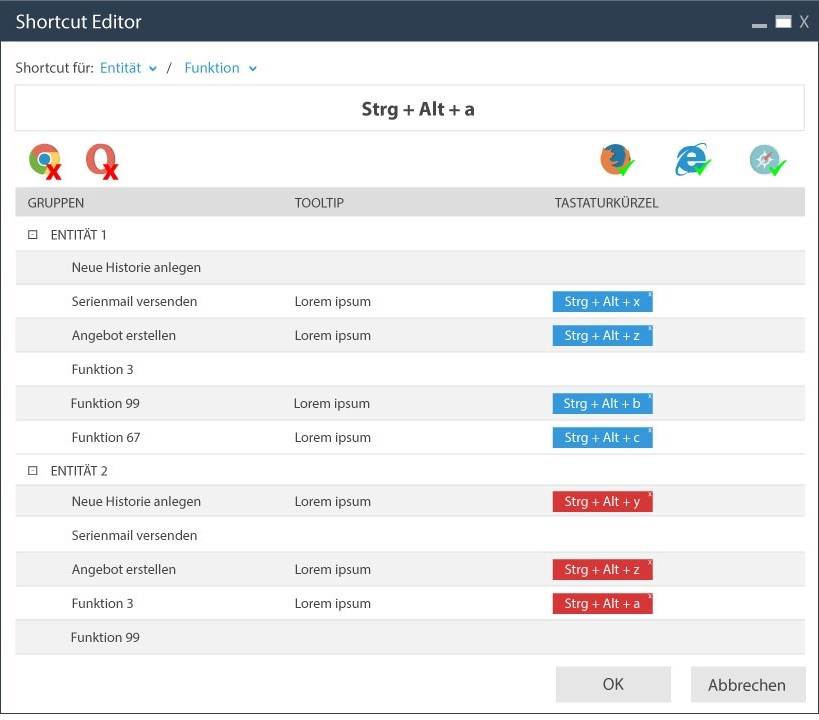 Shortcut Editor
Shortcut für: Entität / Funktion
Strg + Alt + a
GRUPPEN TOOLTIP TASTATURKÜRZEL
ENTITÄT 1
Neue Historie anlegen
Serienmail versenden Lorem ipsum Strg + Alt + x x
Angebot erstellen Lorem ipsum Strg + Alt + z x
Funktion 3
Funktion 99 Lorem ipsum Strg + Alt + b x
Funktion 67 Lorem ipsum Strg + Alt + c x
ENTITÄT 2
Neue Historie anlegen Lorem ipsum Strg + Alt + y x
Serienmail versenden
Angebot erstellen Lorem ipsum Strg + Alt + z x
Funktion 3 Lorem ipsum Strg + Alt + a x
Funktion 99
OK Abbrechen